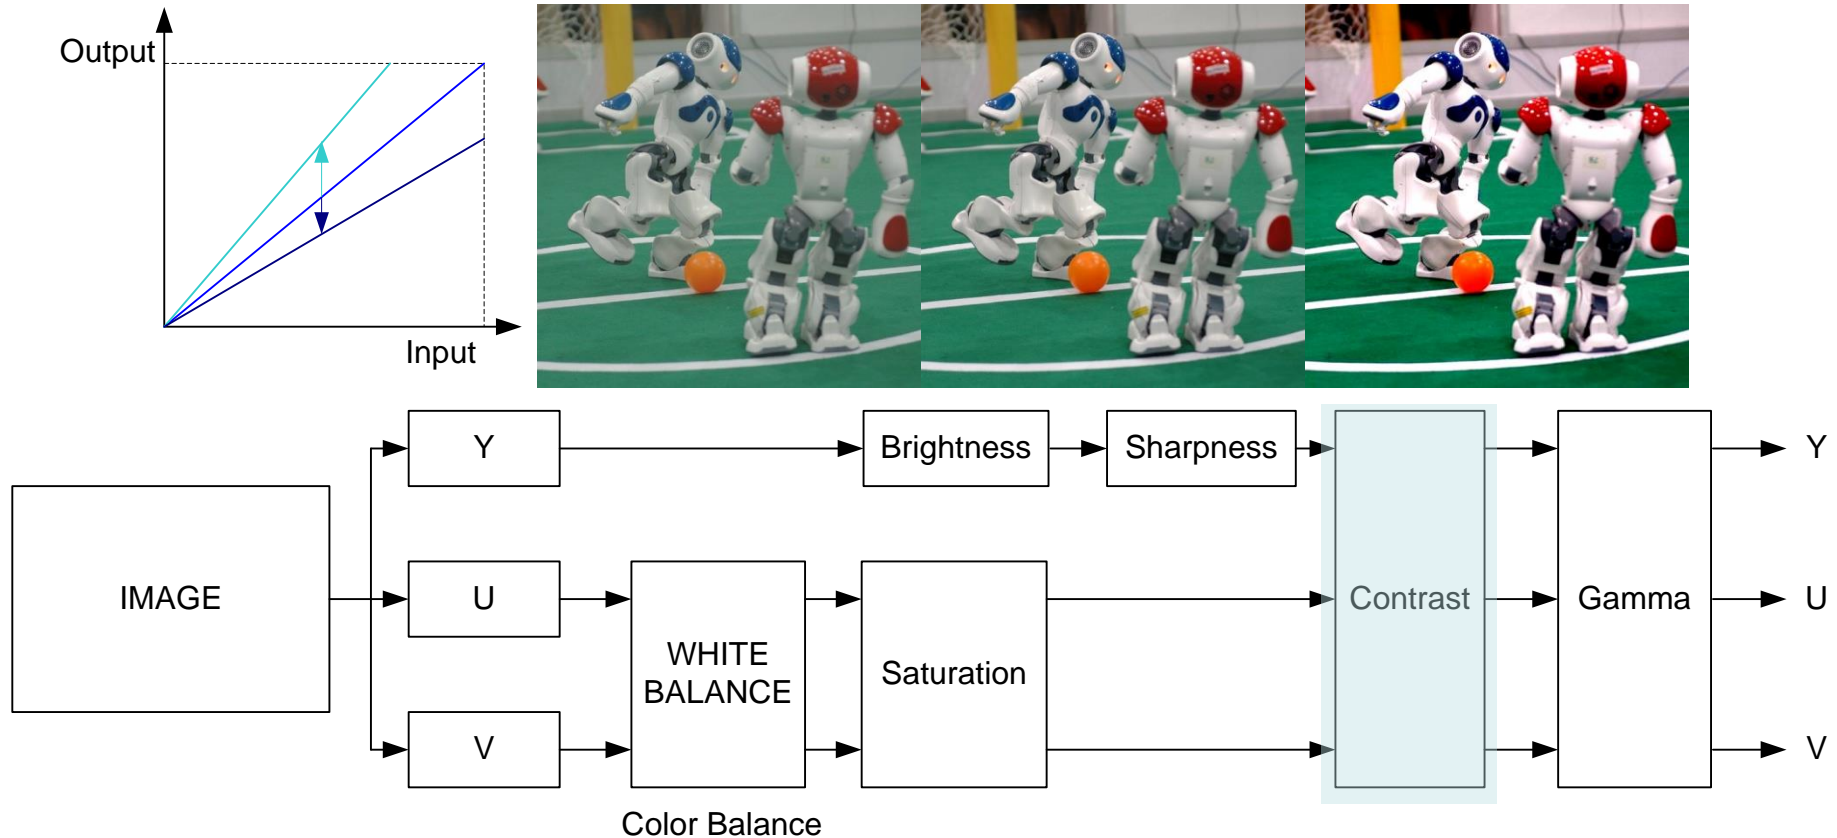 Output
Input
Y
Brightness
Sharpness
Y
IMAGE
U
Contrast
Gamma
U
WHITE
BALANCE
Saturation
V
V
Color Balance